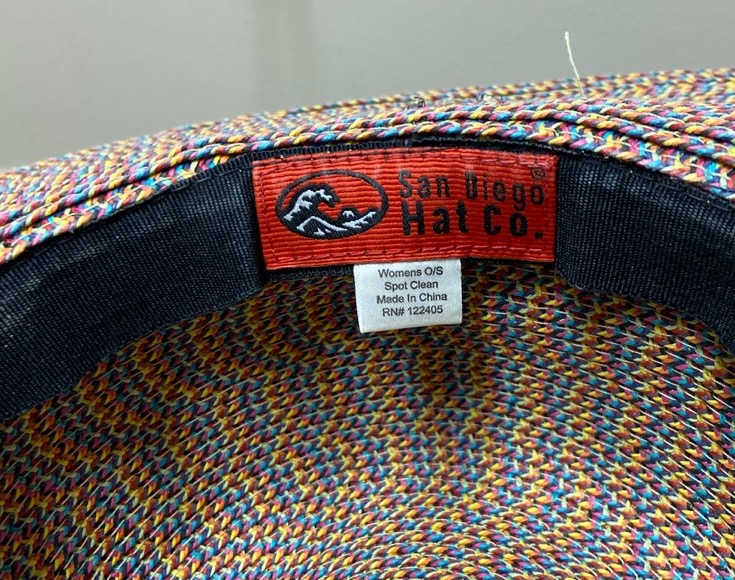 San Diego®
Hat Co.
Womens O/S
Spot Clean
Made In China
RN# 122405